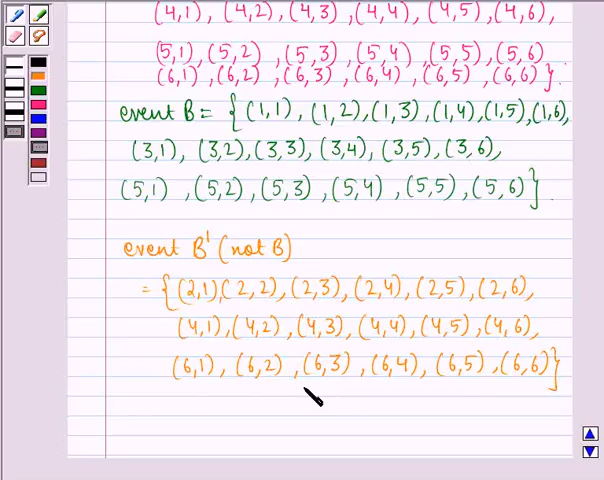 (4,1) , (4,2) , (4,3) , (4,4) , (4,5) , (4,6),
(5,1) , (5,2) , (5,3) , (5,4) , (5,5) , (5,6)
(6,1) , (6,2) , (6,3) , (6,4) , (6,5) , (6,6) }.
event B = { (1,1) , (1,2) , (1,3) , (1,4) , (1,5) , (1,6),
(3,1) , (3,2) , (3,3) , (3,4) , (3,5) , (3,6),
(5,1) , (5,2) , (5,3) , (5,4) , (5,5) , (5,6) }.
event B' (not B)
= { (2,1) (2,2) , (2,3) , (2,4) , (2,5) , (2,6),
(4,1) , (4,2) , (4,3) , (4,4) , (4,5) , (4,6),
(6,1) , (6,2) , (6,3) , (6,4) , (6,5) , (6,6) }